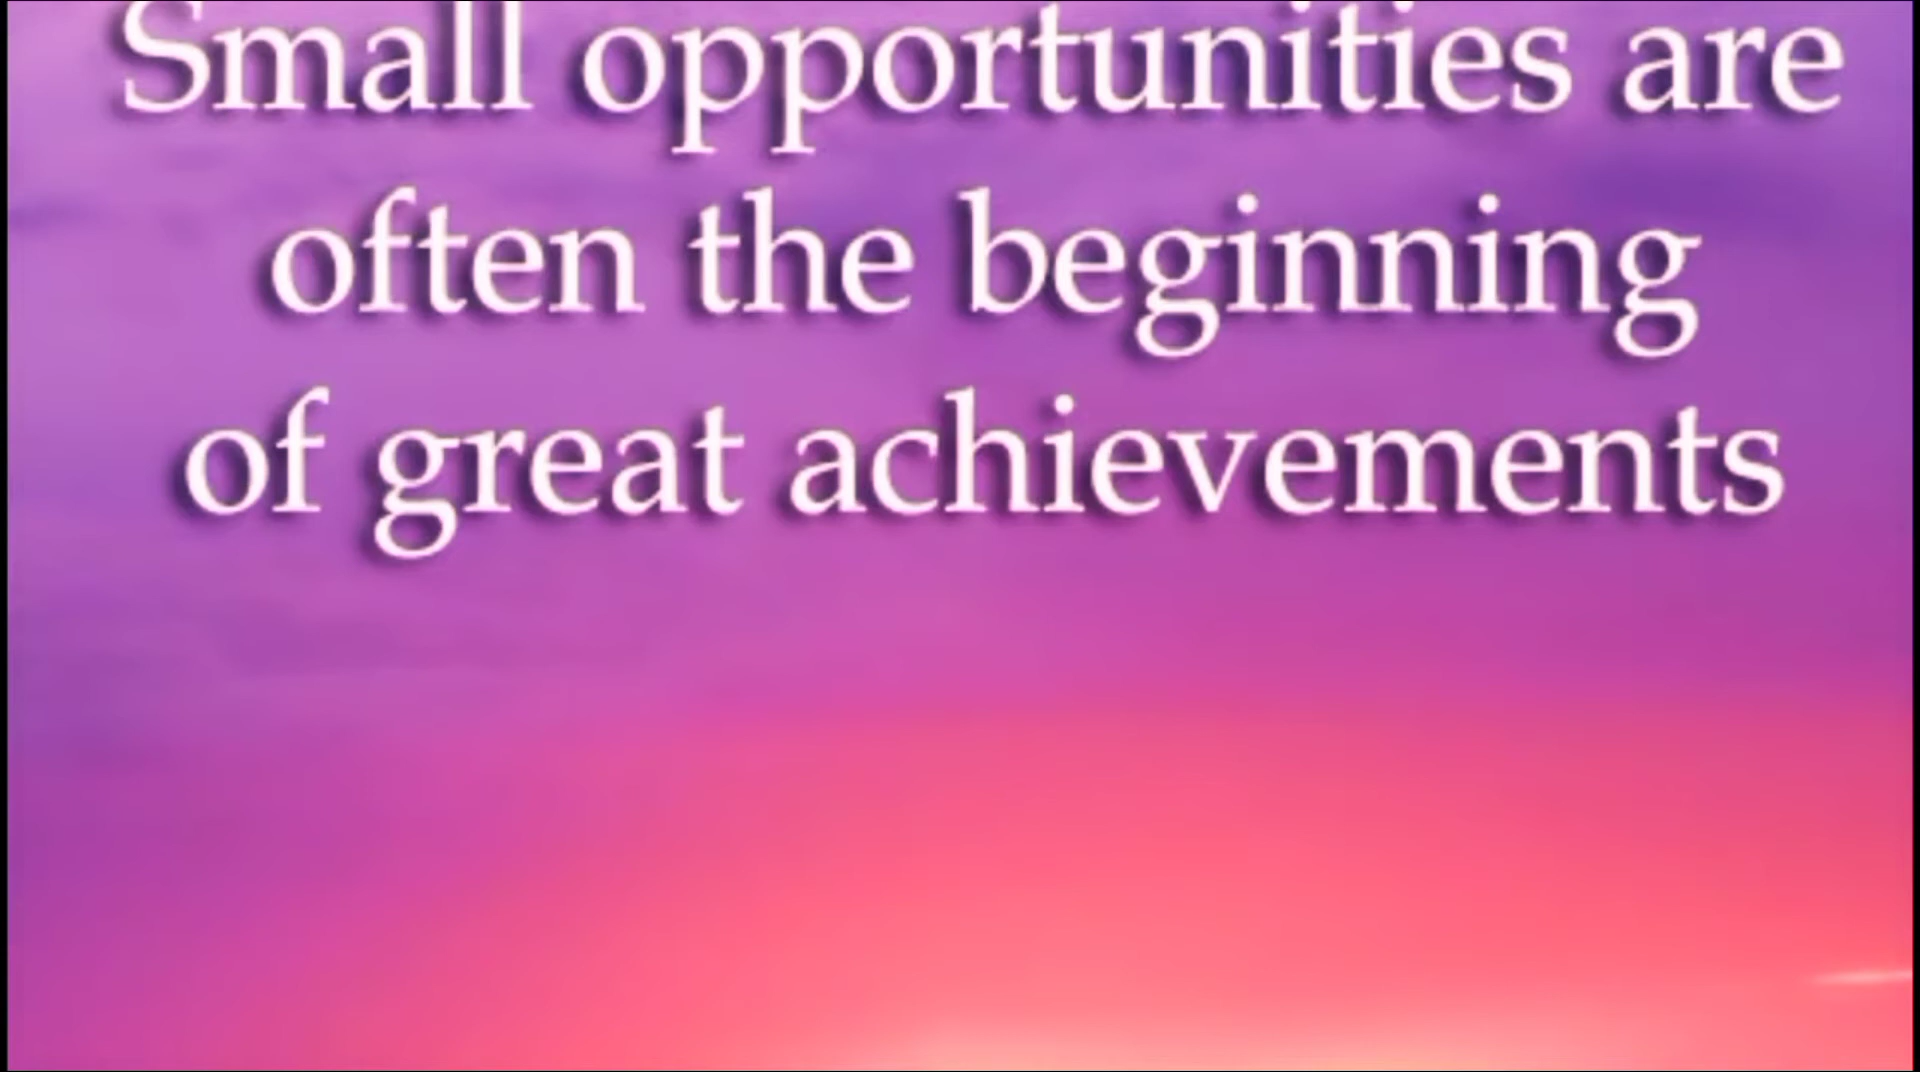 Small opportunities are
often the beginning
of great achievements